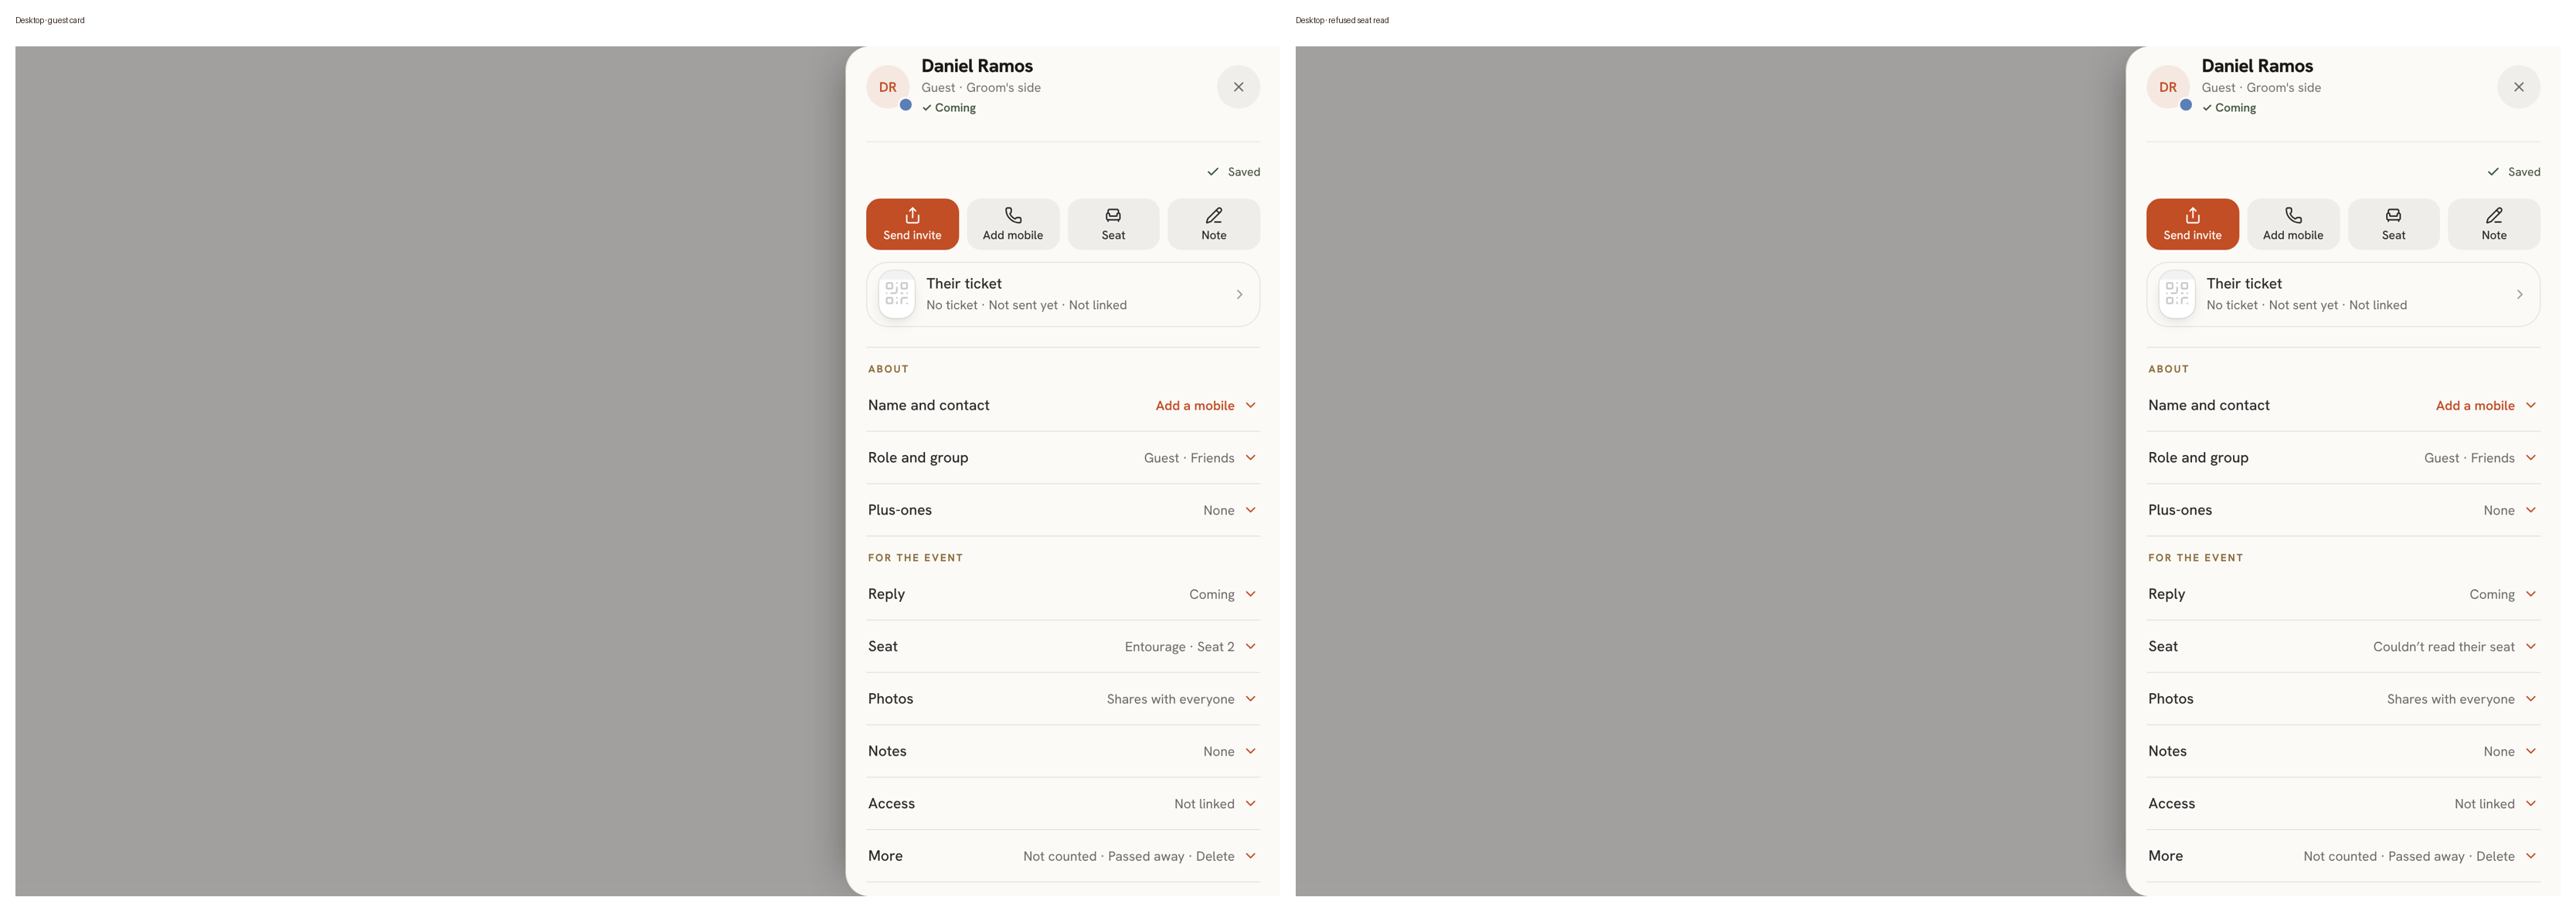 Desktop · guest card
DR
Daniel Ramos
Guest · Groom's side
✓ Coming
✓ Saved
Send invite
Add mobile
Seat
Note
Their ticket
No ticket · Not sent yet · Not linked
ABOUT
Name and contact Add a mobile
Role and group Guest · Friends
Plus-ones None
FOR THE EVENT
Reply Coming
Seat Entourage · Seat 2
Photos Shares with everyone
Notes None
Access Not linked
More Not counted · Passed away · Delete
Desktop · refused seat read
DR
Daniel Ramos
Guest · Groom's side
✓ Coming
✓ Saved
Send invite
Add mobile
Seat
Note
Their ticket
No ticket · Not sent yet · Not linked
ABOUT
Name and contact Add a mobile
Role and group Guest · Friends
Plus-ones None
FOR THE EVENT
Reply Coming
Seat Couldn’t read their seat
Photos Shares with everyone
Notes None
Access Not linked
More Not counted · Passed away · Delete